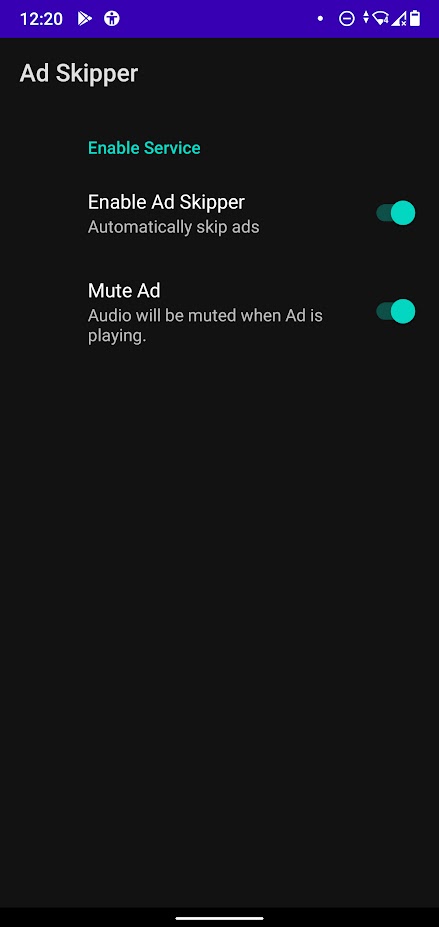 12:20
Ad Skipper
Enable Service
Enable Ad Skipper
Automatically skip ads
Mute Ad
Audio will be muted when Ad is
playing.